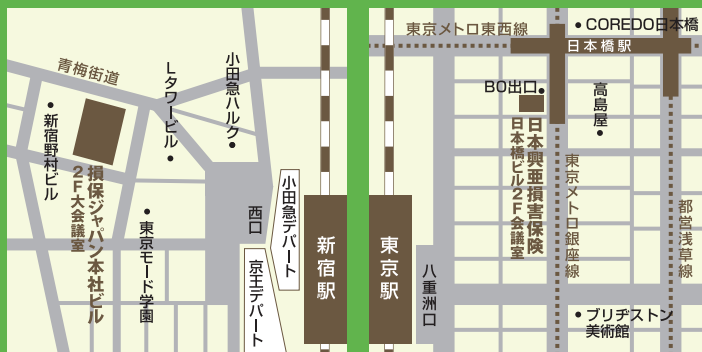 青梅街道
Lタワービル
小田急ハルク
新宿野村ビル
損保ジャパン本社ビル
2F大会議室
東京モード学園
西口
小田急デパート
京王デパート
新宿駅
東京メトロ東西線
COREDO日本橋
日本橋駅
B0出口
高島屋
日本興亜損害保険
日本橋ビル2F会議室
東京メトロ銀座線
都営浅草線
東京駅
八重洲口
ブリヂストン
美術館